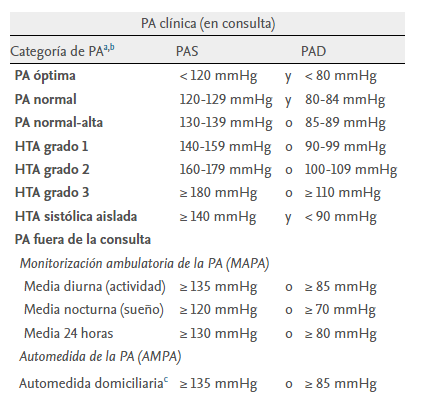 PA clínica (en consulta)
Categoría de PAa,b PAS PAD
PA óptima < 120 mmHg y < 80 mmHg
PA normal 120-129 mmHg y 80-84 mmHg
PA normal-alta 130-139 mmHg o 85-89 mmHg
HTA grado 1 140-159 mmHg o 90-99 mmHg
HTA grado 2 160-179 mmHg o 100-109 mmHg
HTA grado 3 ≥ 180 mmHg o ≥ 110 mmHg
HTA sistólica aislada ≥ 140 mmHg y < 90 mmHg
PA fuera de la consulta
Monitorización ambulatoria de la PA (MAPA)
Media diurna (actividad) ≥ 135 mmHg o ≥ 85 mmHg
Media nocturna (sueño) ≥ 120 mmHg o ≥ 70 mmHg
Media 24 horas ≥ 130 mmHg o ≥ 80 mmHg
Automedida de la PA (AMPA)
Automedida domiciliariac ≥ 135 mmHg o ≥ 85 mmHg